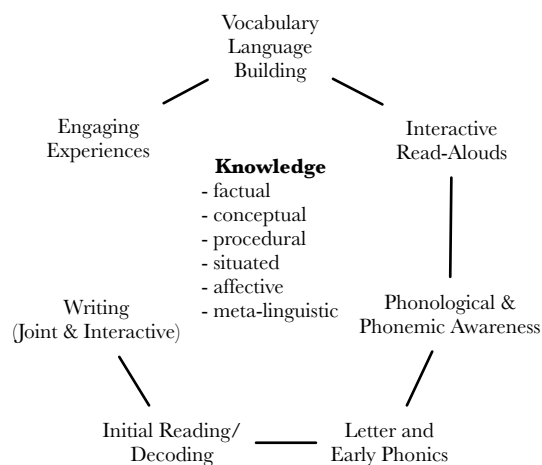 Vocabulary
Language
Building
Engaging
Experiences
Interactive
Read-Alouds
Knowledge
- factual
- conceptual
- procedural
- situated
- affective
- meta-linguistic
Writing
(Joint & Interactive)
Phonological &
Phonemic Awareness
Initial Reading/
Decoding
Letter and
Early Phonics